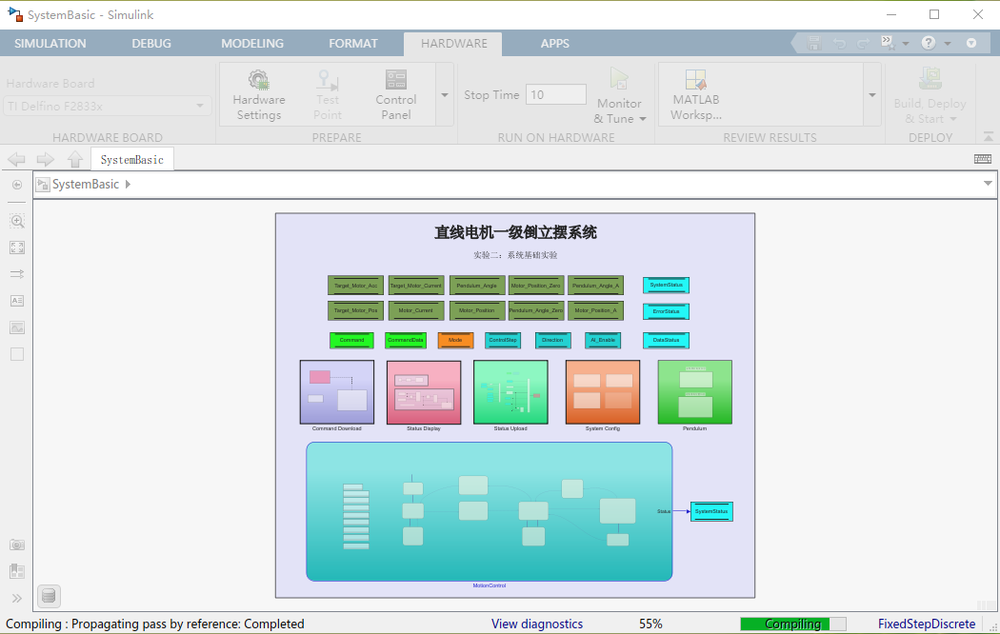 SystemBasic - Simulink
SIMULATION DEBUG MODELING FORMAT HARDWARE APPS
Hardware Board
TI Delfino F2833x
Hardware Settings
Test Point
Control Panel
Stop Time 10
Monitor & Tune
MATLAB Worksp...
Build, Deploy & Start
HARDWARE BOARD PREPARE RUN ON HARDWARE REVIEW RESULTS DEPLOY
SystemBasic
SystemBasic
直线电机一级倒立摆系统
实验二：系统基础实验
Target_Motor_Acc Target_Motor_Current Pendulum_Angle Motor_Position_Zero Pendulum_Angle_A SystemStatus
Target_Motor_Pos Motor_Current Motor_Position Pendulum_Angle_Zero Motor_Position_A ErrorStatus
Command CommandData Mode ControlStep Direction AI_Enable DataStatus
Command Download Status Display Status Upload System Config Pendulum
Status SystemStatus
MotionControl
Compiling : Propagating pass by reference: Completed View diagnostics 55% Compiling FixedStepDiscrete